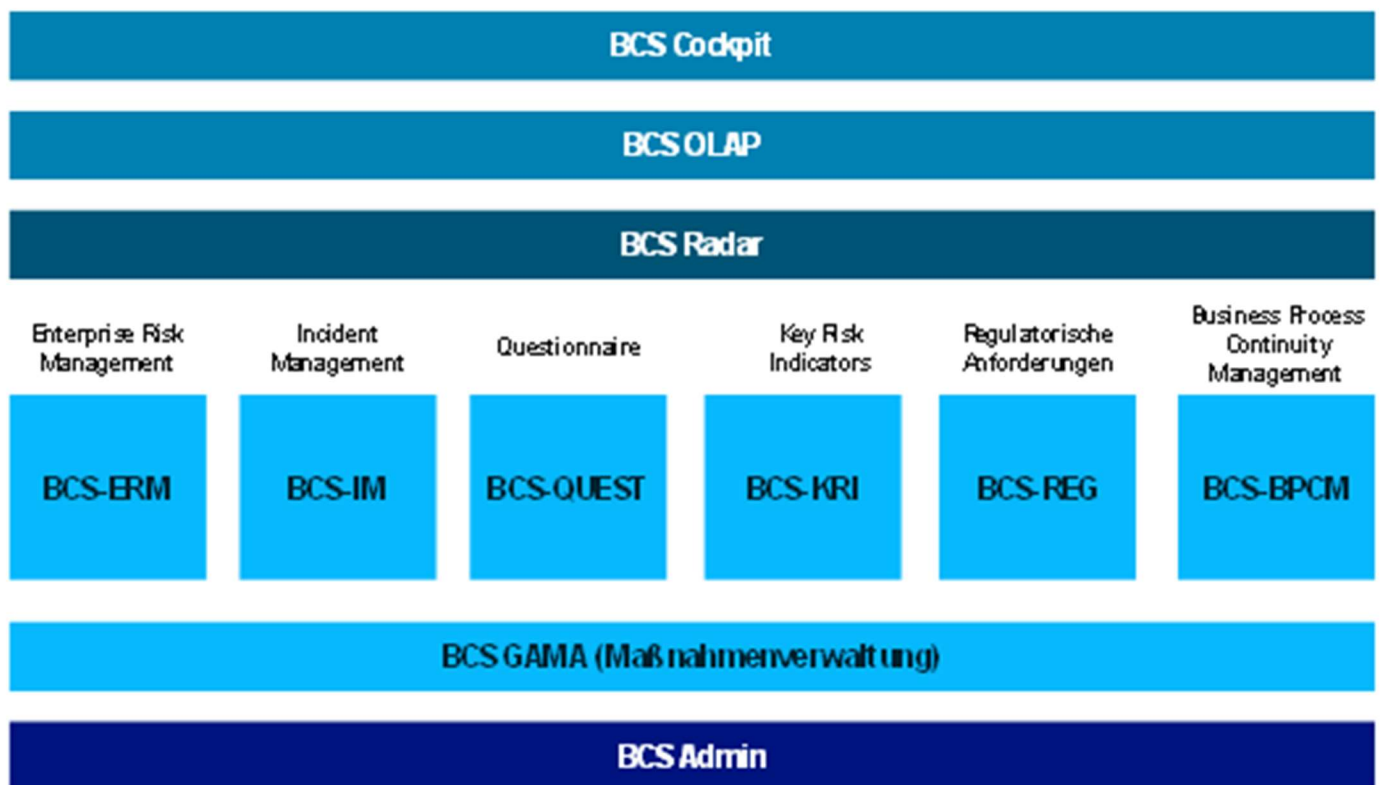 BCS Cockpit
BCS OLAP
BCS Radar
Enterprise Risk
Management
Incident
Management
Questionnaire
Key Risk
Indicators
Regulatorische
Anforderungen
Business Process
Continuity
Management
BCS-ERM
BCS-IM
BCS-QUEST
BCS-KRI
BCS-REG
BCS-BPCM
BCS GAMA (Maßnahmenverwaltung)
BCS Admin